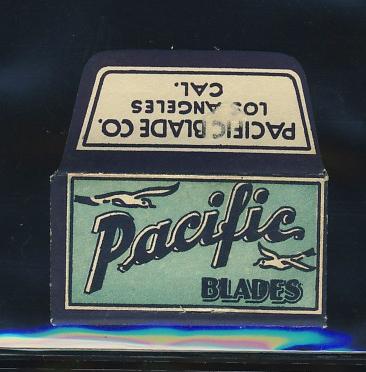 PACIFIC BLADE CO.
LOS ANGELES
CAL.
Pacific
BLADES